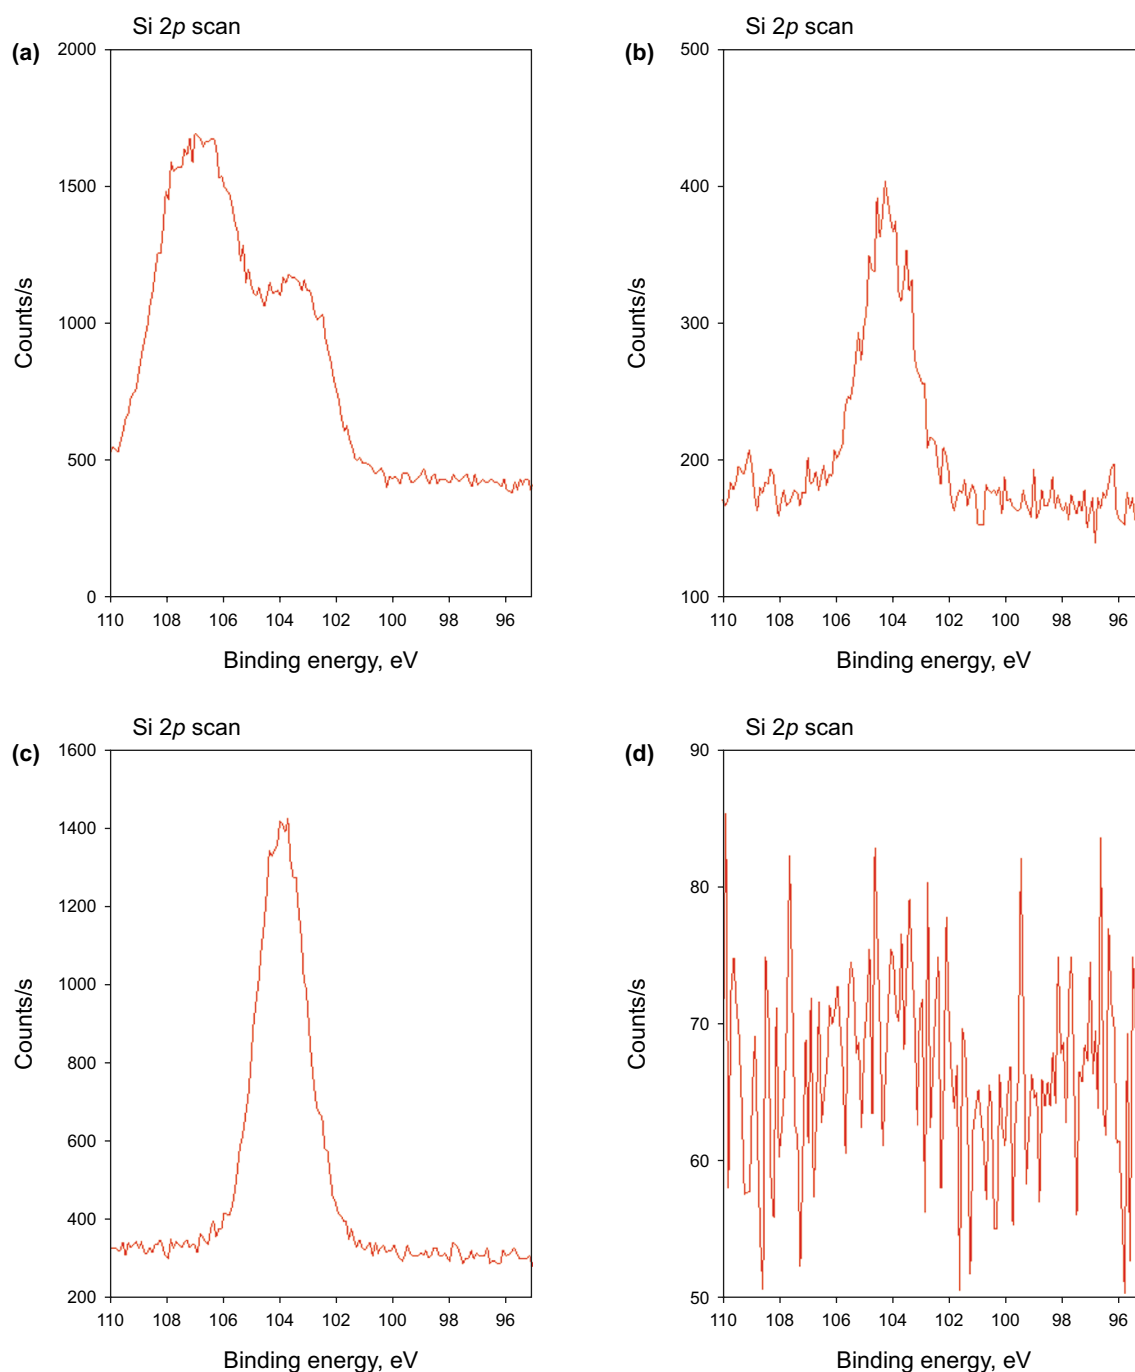 Si 2p scan
(a)
2000
1500
1000
500
0
Counts/s
110 108 106 104 102 100 98 96
Binding energy, eV
Si 2p scan
(b)
500
400
300
200
100
Counts/s
110 108 106 104 102 100 98 96
Binding energy, eV
Si 2p scan
(c)
1600
1400
1200
1000
800
600
400
200
Counts/s
110 108 106 104 102 100 98 96
Binding energy, eV
Si 2p scan
(d)
90
80
70
60
50
Counts/s
110 108 106 104 102 100 98 96
Binding energy, eV